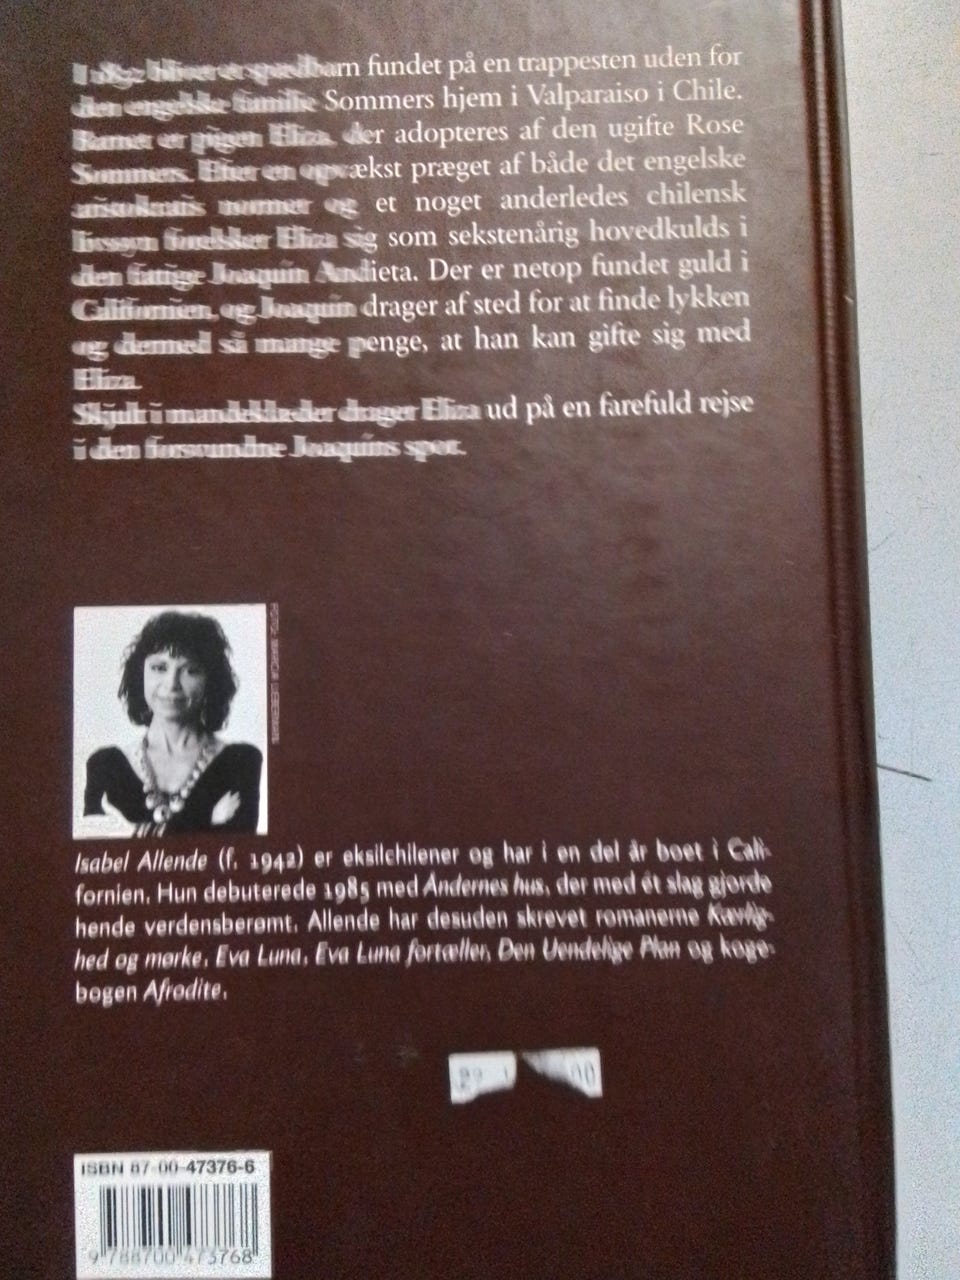 I 1832 bliver et spædbarn fundet på en trappesten uden for
den engelske familie Sommers hjem i Valparaiso i Chile.
Barnet er pigen Eliza, der adopteres af den ugifte Rose
Sommers. Efter en opvækst præget af både det engelske
aristokratis normer og et noget anderledes chilensk
livssyn forelsker Eliza sig som sekstenårig hovedkulds i
den fattige Joaquín Andieta. Der er netop fundet guld i
Californien, og Joaquín drager af sted for at finde lykken
og dermed så mange penge, at han kan gifte sig med
Eliza.
Skjult i mandeklæder drager Eliza ud på en farefuld rejse
i den forsvundne Joaquíns spor.
Isabel Allende (f. 1942) er eksilchilener og har i en del år boet i Cali-
fornien. Hun debuterede 1985 med Åndernes hus, der med ét slag gjorde
hende verdensberømt. Allende har desuden skrevet romanerne Kærlig-
hed og mørke, Eva Luna, Eva Luna fortæller, Den Uendelige Plan og koge-
bogen Afrodite.
ISBN 87-00-47376-6
9 788700 473768